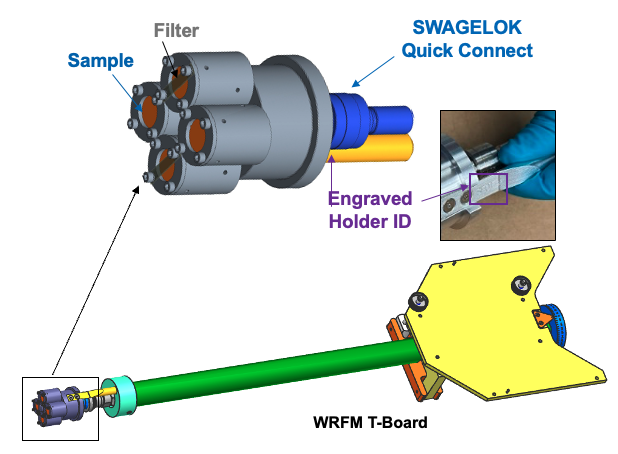 Filter
SWAGELOK
Quick Connect
Sample
Engraved
Holder ID
WRFM T-Board